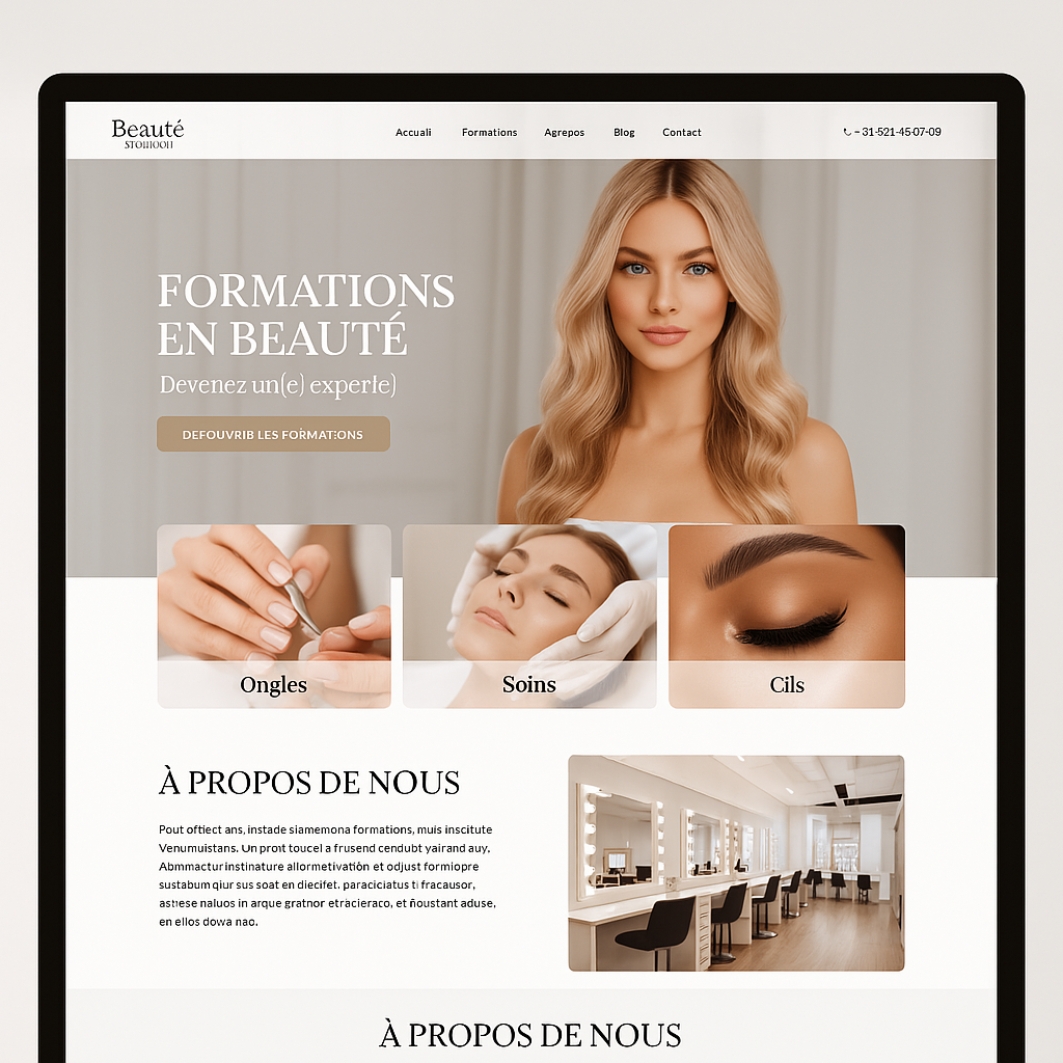 Beauté
Accuali
Formations
Agrepos
Blog
Contact
– 31-521-45-07-09
FORMATIONS
EN BEAUTÉ
Devenez un(e) experte)
DEFOUVRIB LES FORMATIONS
Ongles
Soins
Cils
À PROPOS DE NOUS
Pout oftiect ans, instade siamemona formations, muis inscitute
Venumuistans. Un pront toucel a frusend cendubt yairand auy,
Abmmacturinstinature allormetivatiôn et odjust formiopre
sustabum qiur sus soat en diecifet. paraciciatus ti fracausor,
astnese naluos in arque gratnor etracieraco, et ñoustant aduse,
en ellos dowa nao.
À PROPOS DE NOUS